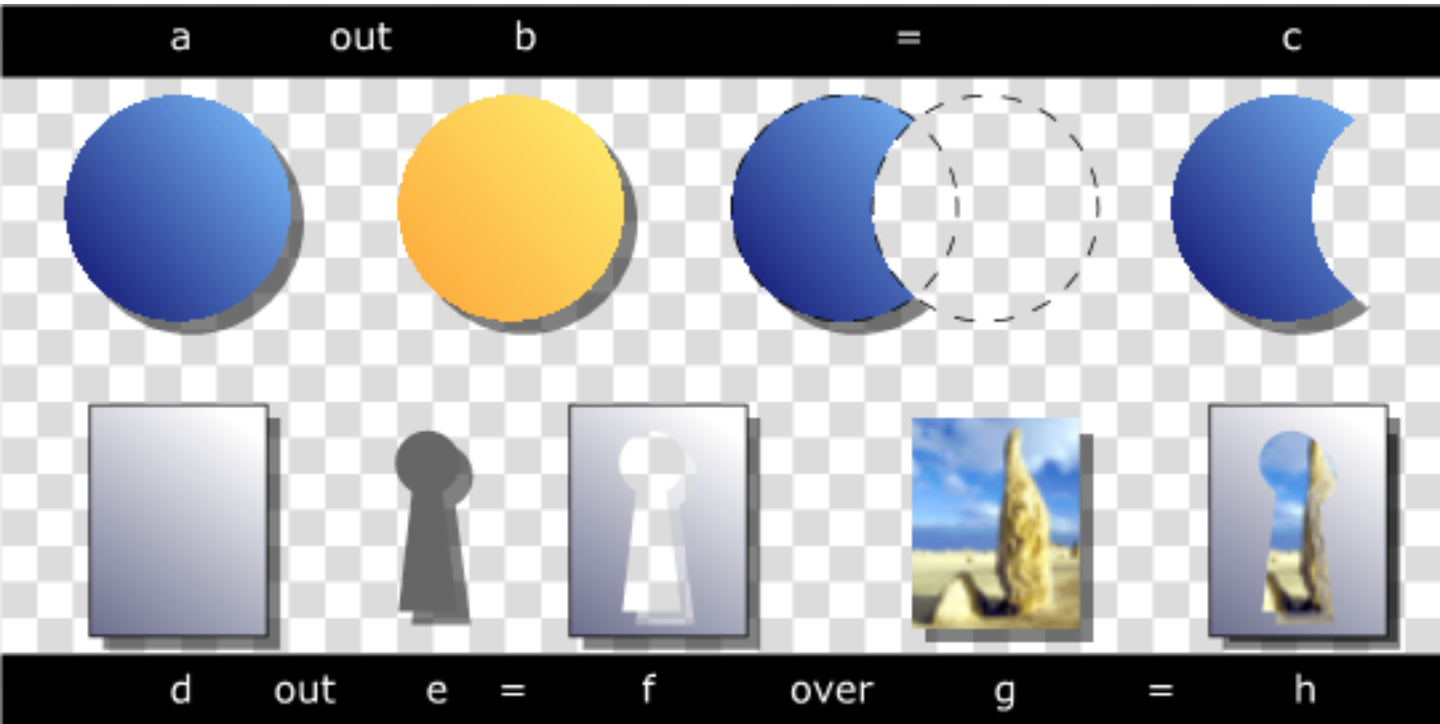 a out b = c
d out e = f over g = h